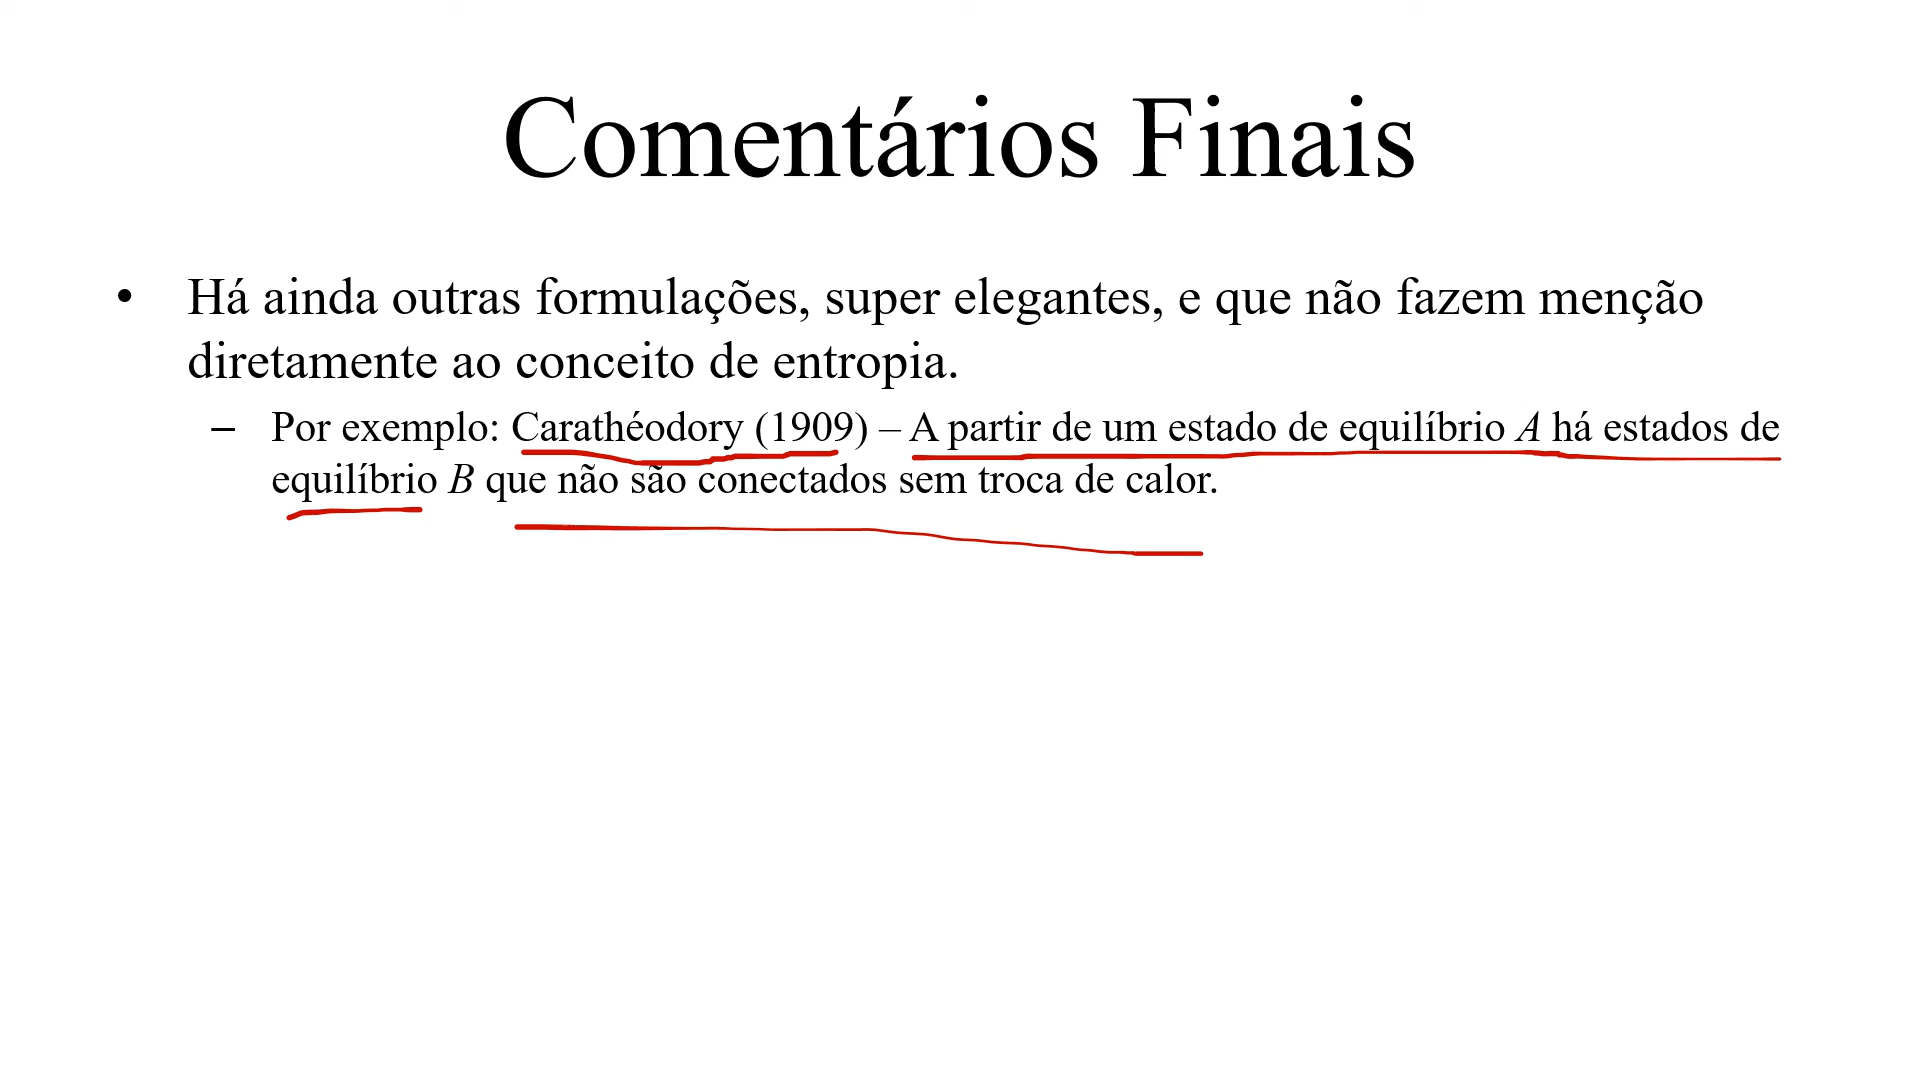 Comentários Finais
• Há ainda outras formulações, super elegantes, e que não fazem menção
diretamente ao conceito de entropia.
– Por exemplo: Carathéodory (1909) – A partir de um estado de equilíbrio A há estados de
equilíbrio B que não são conectados sem troca de calor.